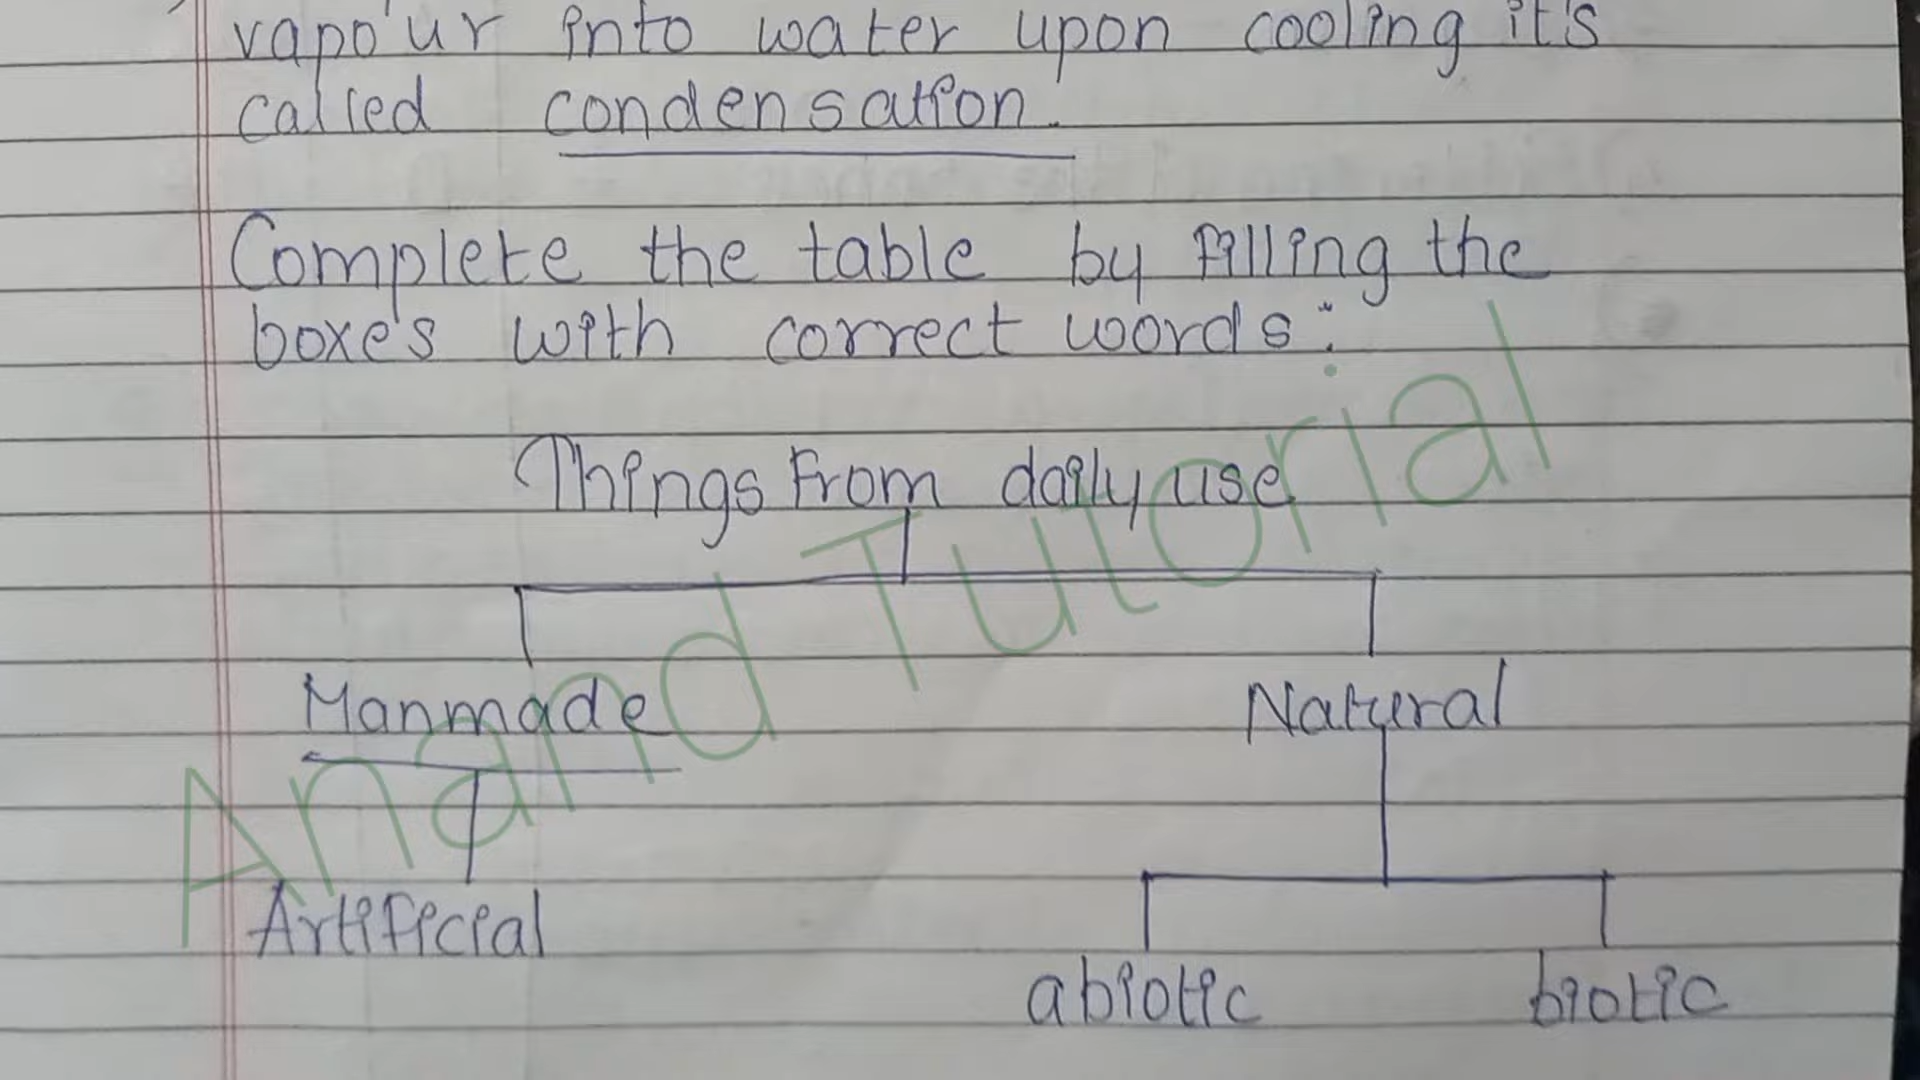 vapour into water upon cooling it's
called condensation.
Complete the table by filling the
boxes with correct words:
Things From daily use
Manmade Natural
Artificial
abiotic biotic
Anand Tutorial